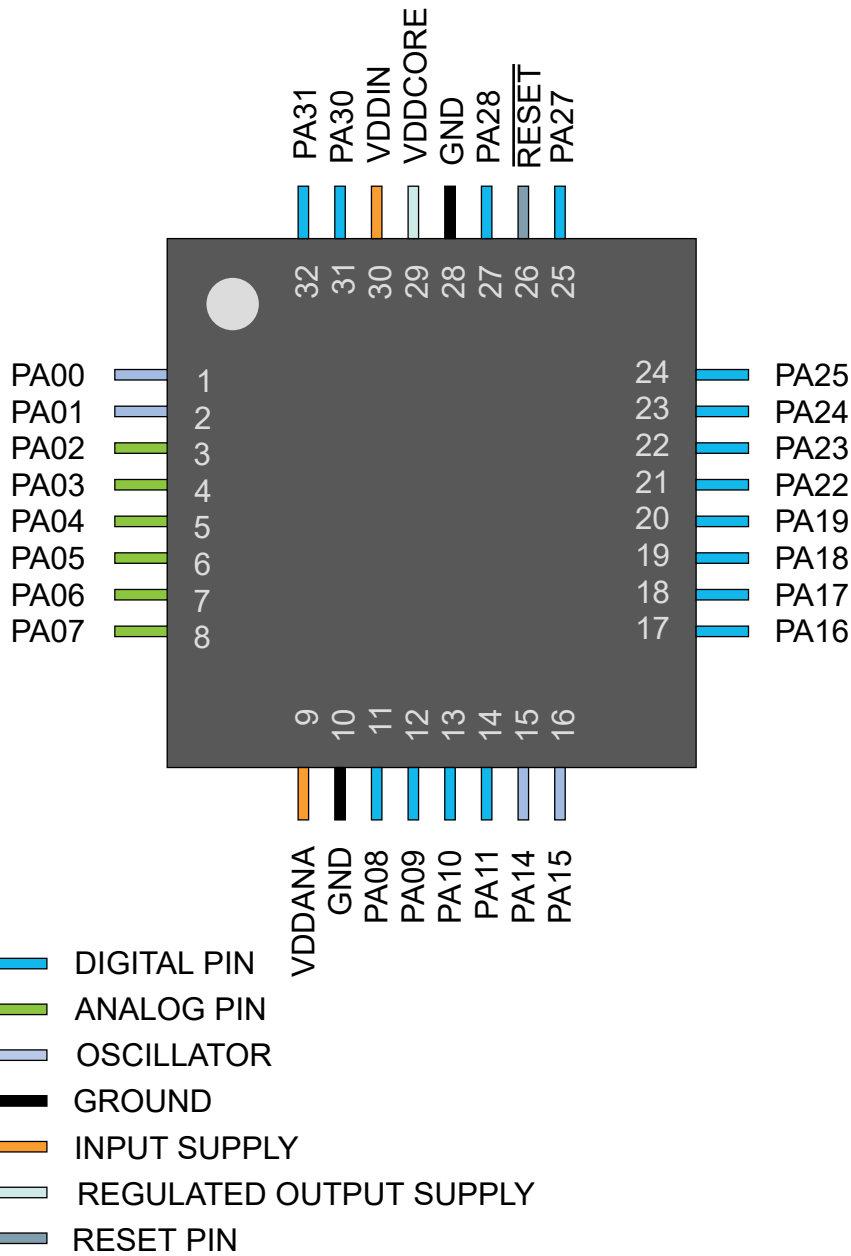 PA31
PA30
VDDIN
VDDCORE
GND
PA28
RESET
PA27
32
31
30
29
28
27
26
25
PA00
PA01
PA02
PA03
PA04
PA05
PA06
PA07
1
2
3
4
5
6
7
8
24
23
22
21
20
19
18
17
PA25
PA24
PA23
PA22
PA19
PA18
PA17
PA16
9
10
11
12
13
14
15
16
VDDANA
GND
PA08
PA09
PA10
PA11
PA14
PA15
DIGITAL PIN
ANALOG PIN
OSCILLATOR
GROUND
INPUT SUPPLY
REGULATED OUTPUT SUPPLY
RESET PIN